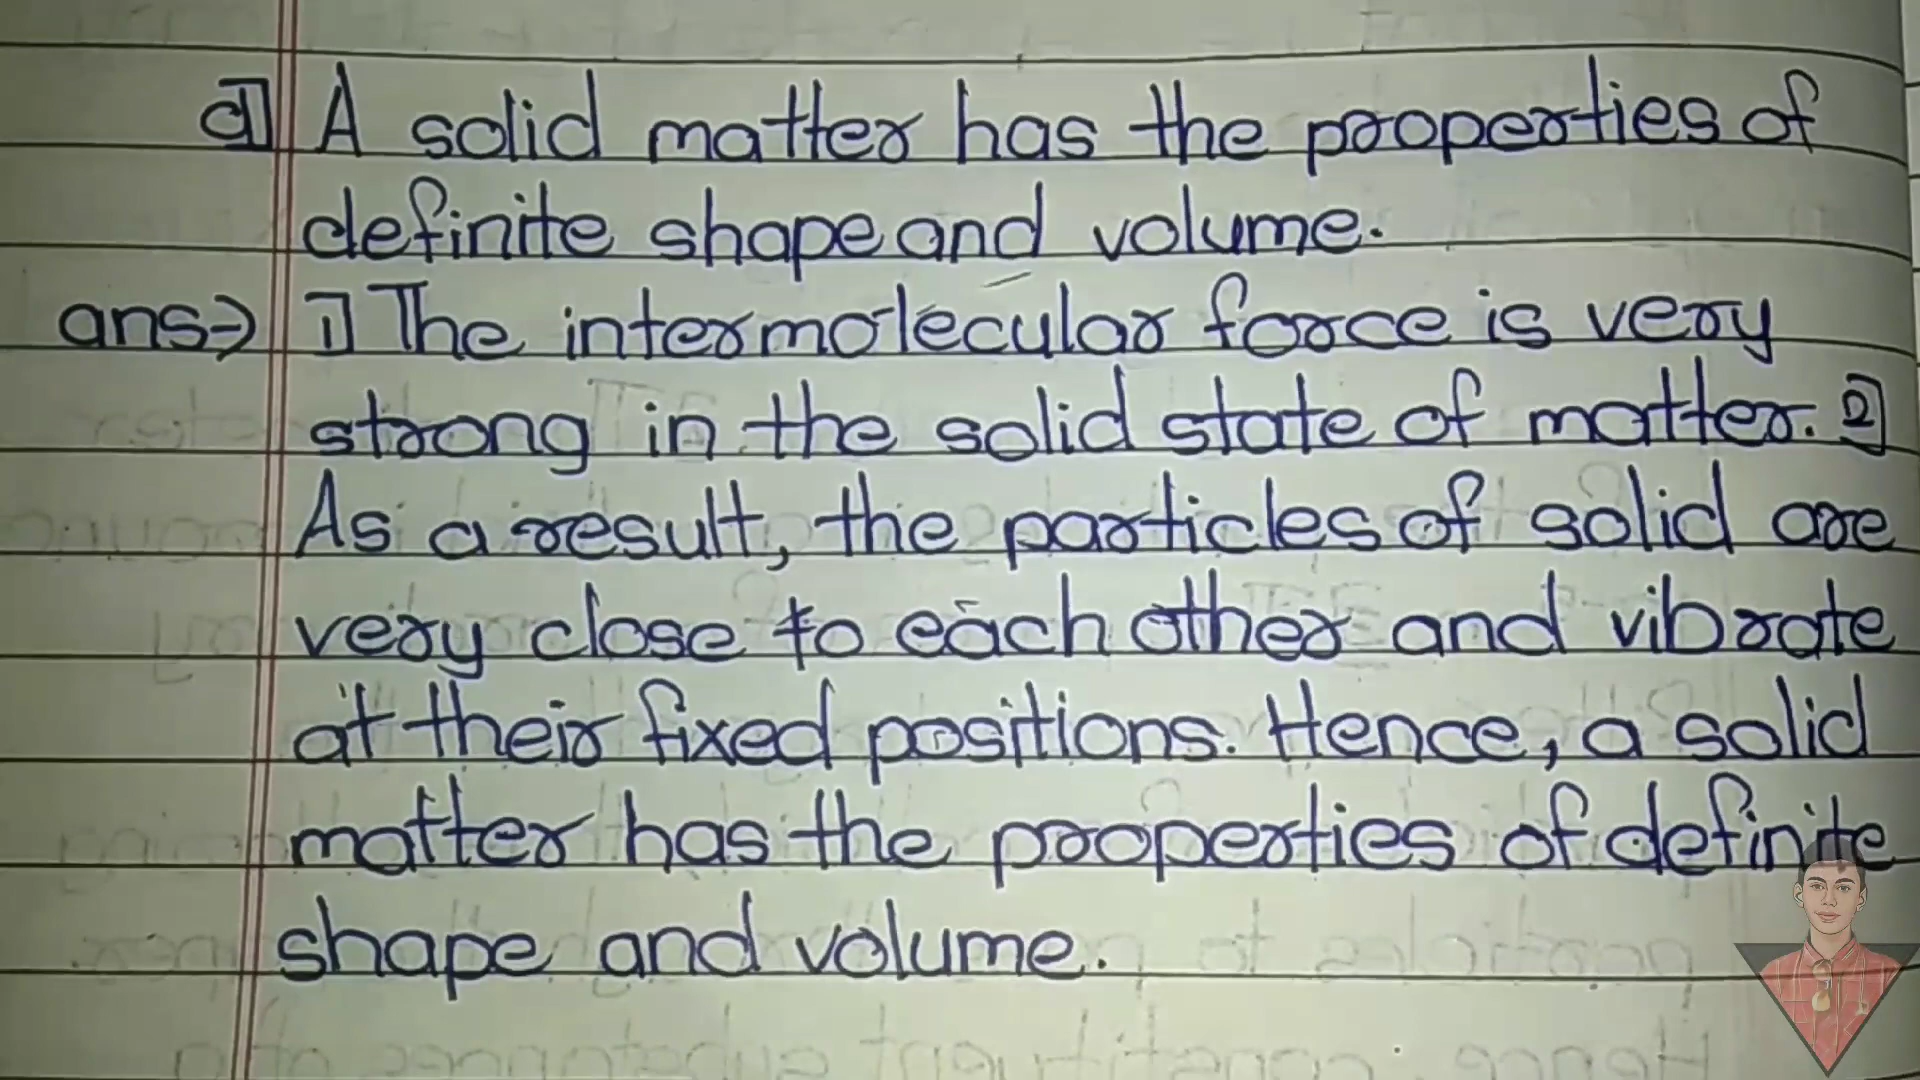 a] A solid matter has the properties of
definite shape and volume.
ans→ 1] The intermolecular force is very
strong in the solid state of matter. 2]
As a result, the particles of solid are
very close to each other and vibrate
at their fixed positions. Hence, a solid
matter has the properties of definite
shape and volume.